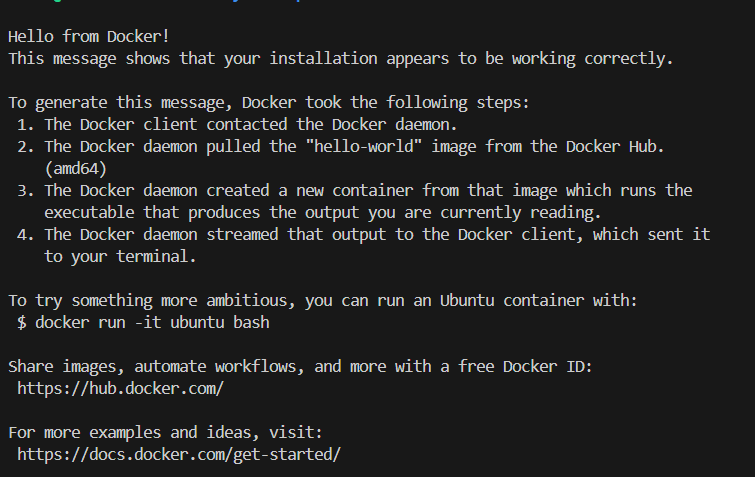 Hello from Docker!
This message shows that your installation appears to be working correctly.
To generate this message, Docker took the following steps:
1. The Docker client contacted the Docker daemon.
2. The Docker daemon pulled the "hello-world" image from the Docker Hub.
(amd64)
3. The Docker daemon created a new container from that image which runs the
executable that produces the output you are currently reading.
4. The Docker daemon streamed that output to the Docker client, which sent it
to your terminal.
To try something more ambitious, you can run an Ubuntu container with:
$ docker run -it ubuntu bash
Share images, automate workflows, and more with a free Docker ID:
https://hub.docker.com/
For more examples and ideas, visit:
https://docs.docker.com/get-started/